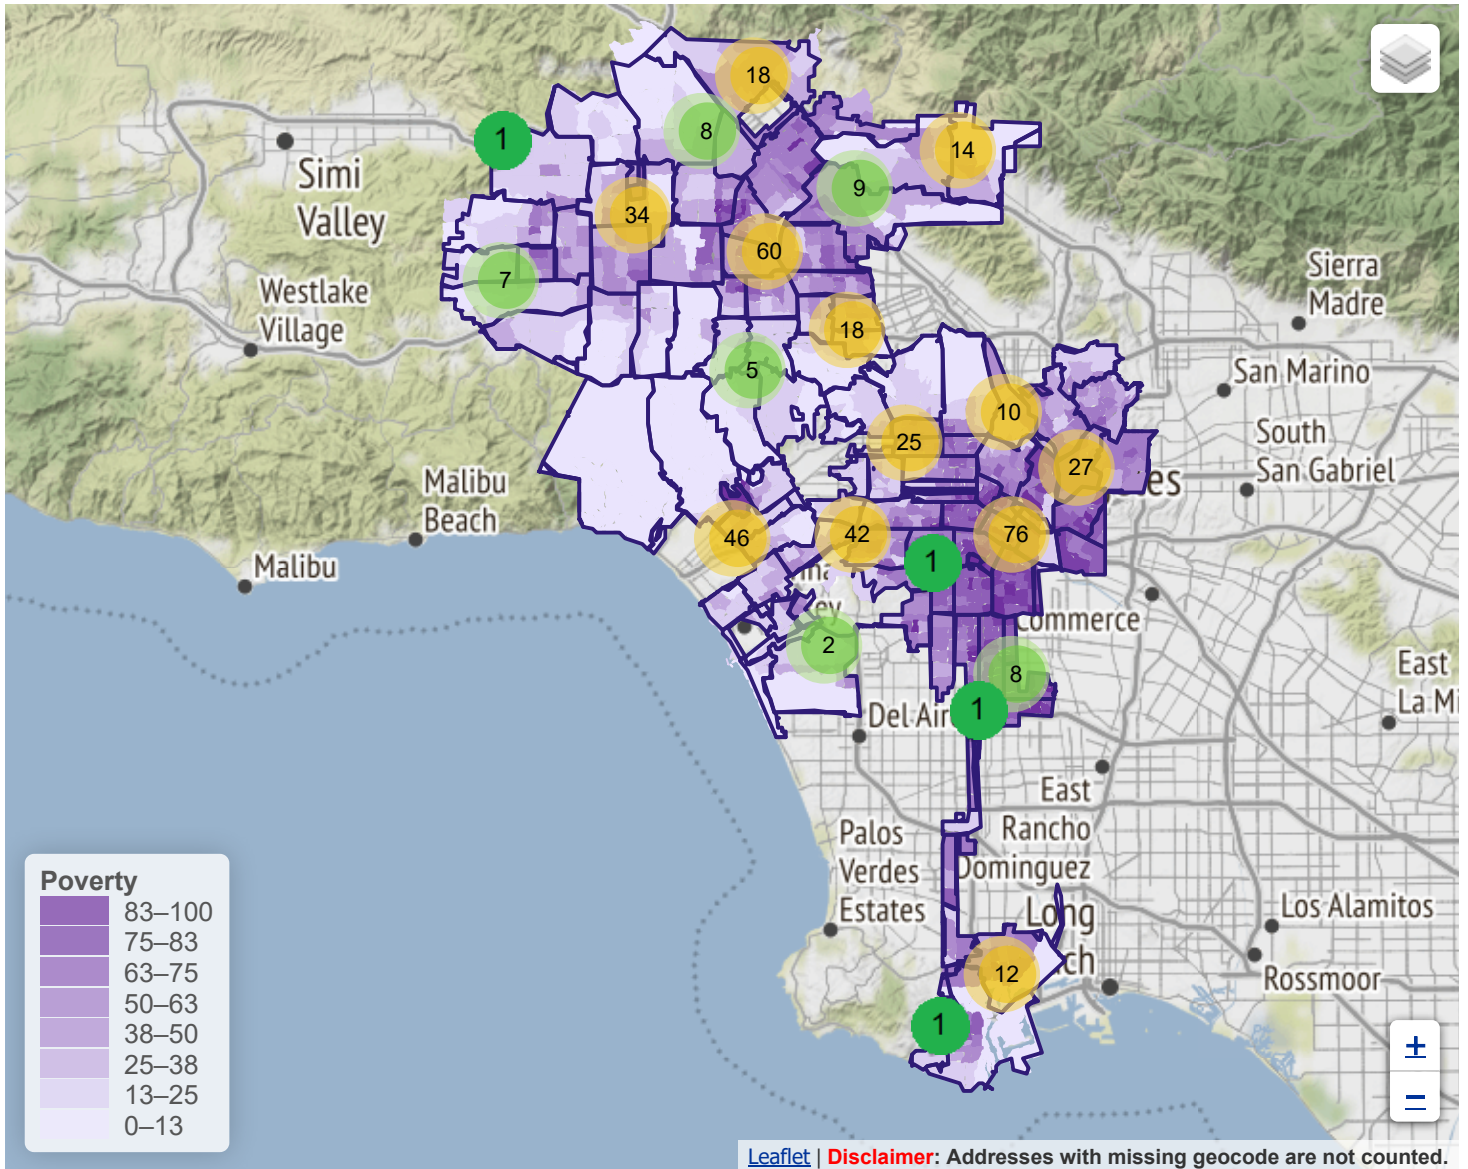 18
8
1
14
Simi
Valley
9
34
60
7
Westlake
Village
Sierra
Madre
18
5
San Marino
10
25
South
San Gabriel
27
es
Malibu
Beach
46
42
76
1
Malibu
ey
Commerce
2
8
East
La Mi
Del Air
1
East
Rancho
Dominguez
Palos
Verdes
Estates
Long
ch
Los Alamitos
Rossmoor
12
1
Poverty
83–100
75–83
63–75
50–63
38–50
25–38
13–25
0–13
+
−
Leaflet | Disclaimer: Addresses with missing geocode are not counted.